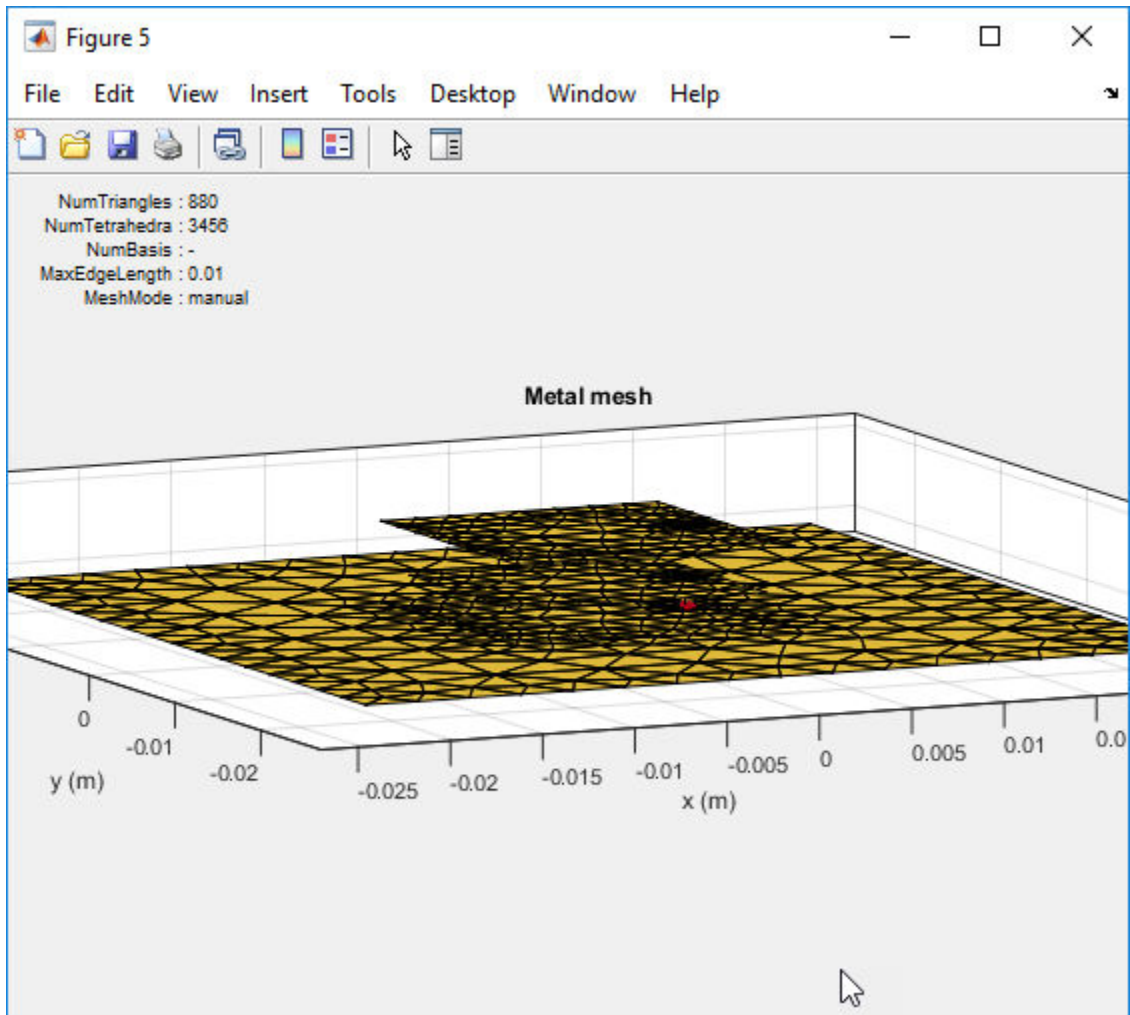 Figure 5
File Edit View Insert Tools Desktop Window Help
NumTriangles : 880
NumTetrahedra : 3456
NumBasis : -
MaxEdgeLength : 0.01
MeshMode : manual
Metal mesh
0
-0.01
-0.02
y (m)
-0.025
-0.02
-0.015
-0.01
-0.005
0
0.005
0.01
0.0
x (m)